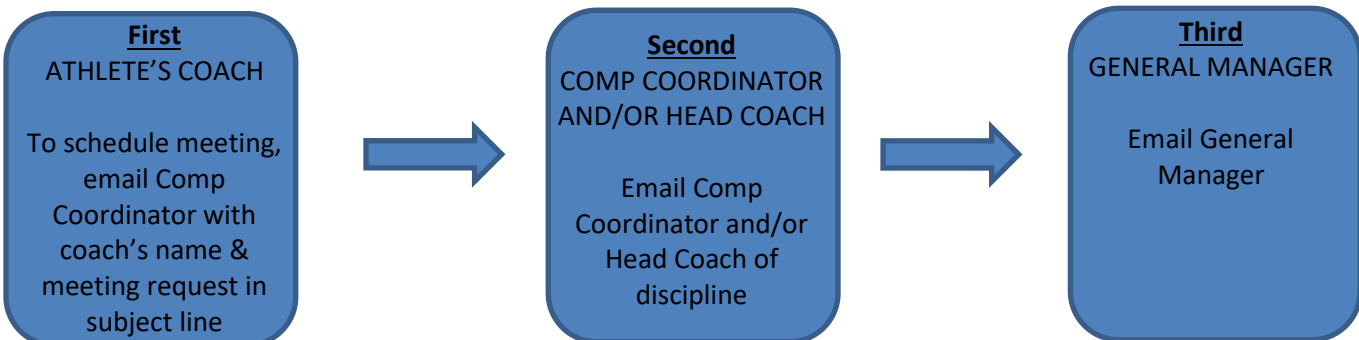 First
ATHLETE’S COACH
To schedule meeting,
email Comp
Coordinator with
coach’s name &
meeting request in
subject line
Second
COMP COORDINATOR
AND/OR HEAD COACH
Email Comp
Coordinator and/or
Head Coach of
discipline
Third
GENERAL MANAGER
Email General
Manager